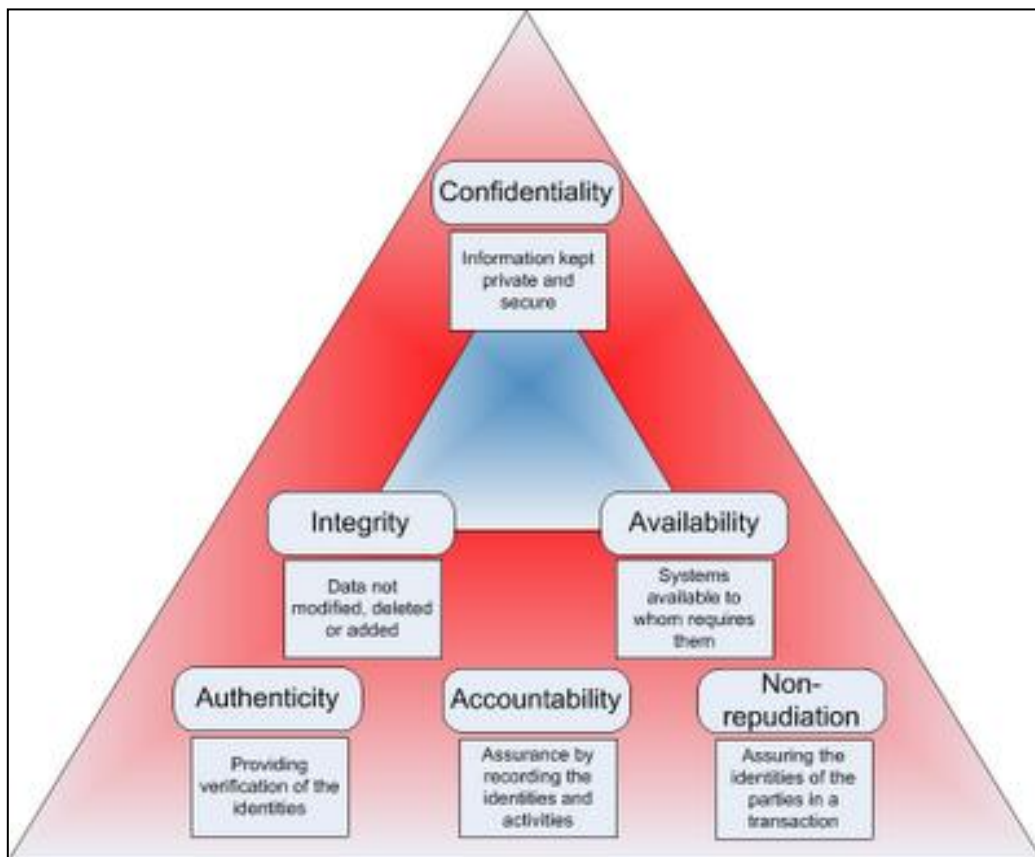 Confidentiality
Information kept
private and
secure
Integrity
Data not
modified, deleted
or added
Availability
Systems
available to
whom requires
them
Authenticity
Providing
verification of the
identities
Accountability
Assurance by
recording the
identities and
activities
Non-
repudiation
Assuring the
identities of the
parties in a
transaction